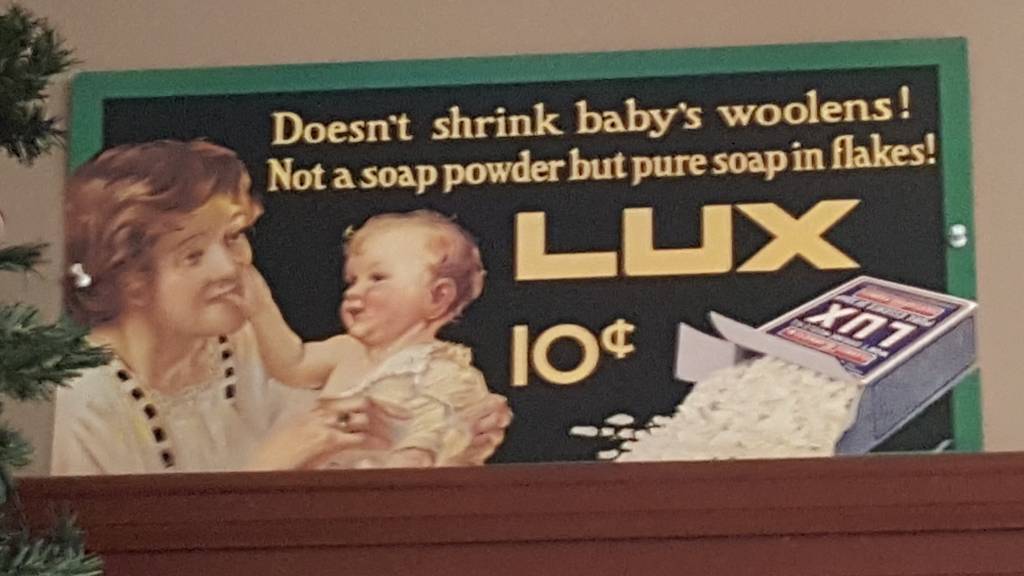 Doesn't shrink baby's woolens!
Not a soap powder but pure soap in flakes!
LUX
10¢
LUX